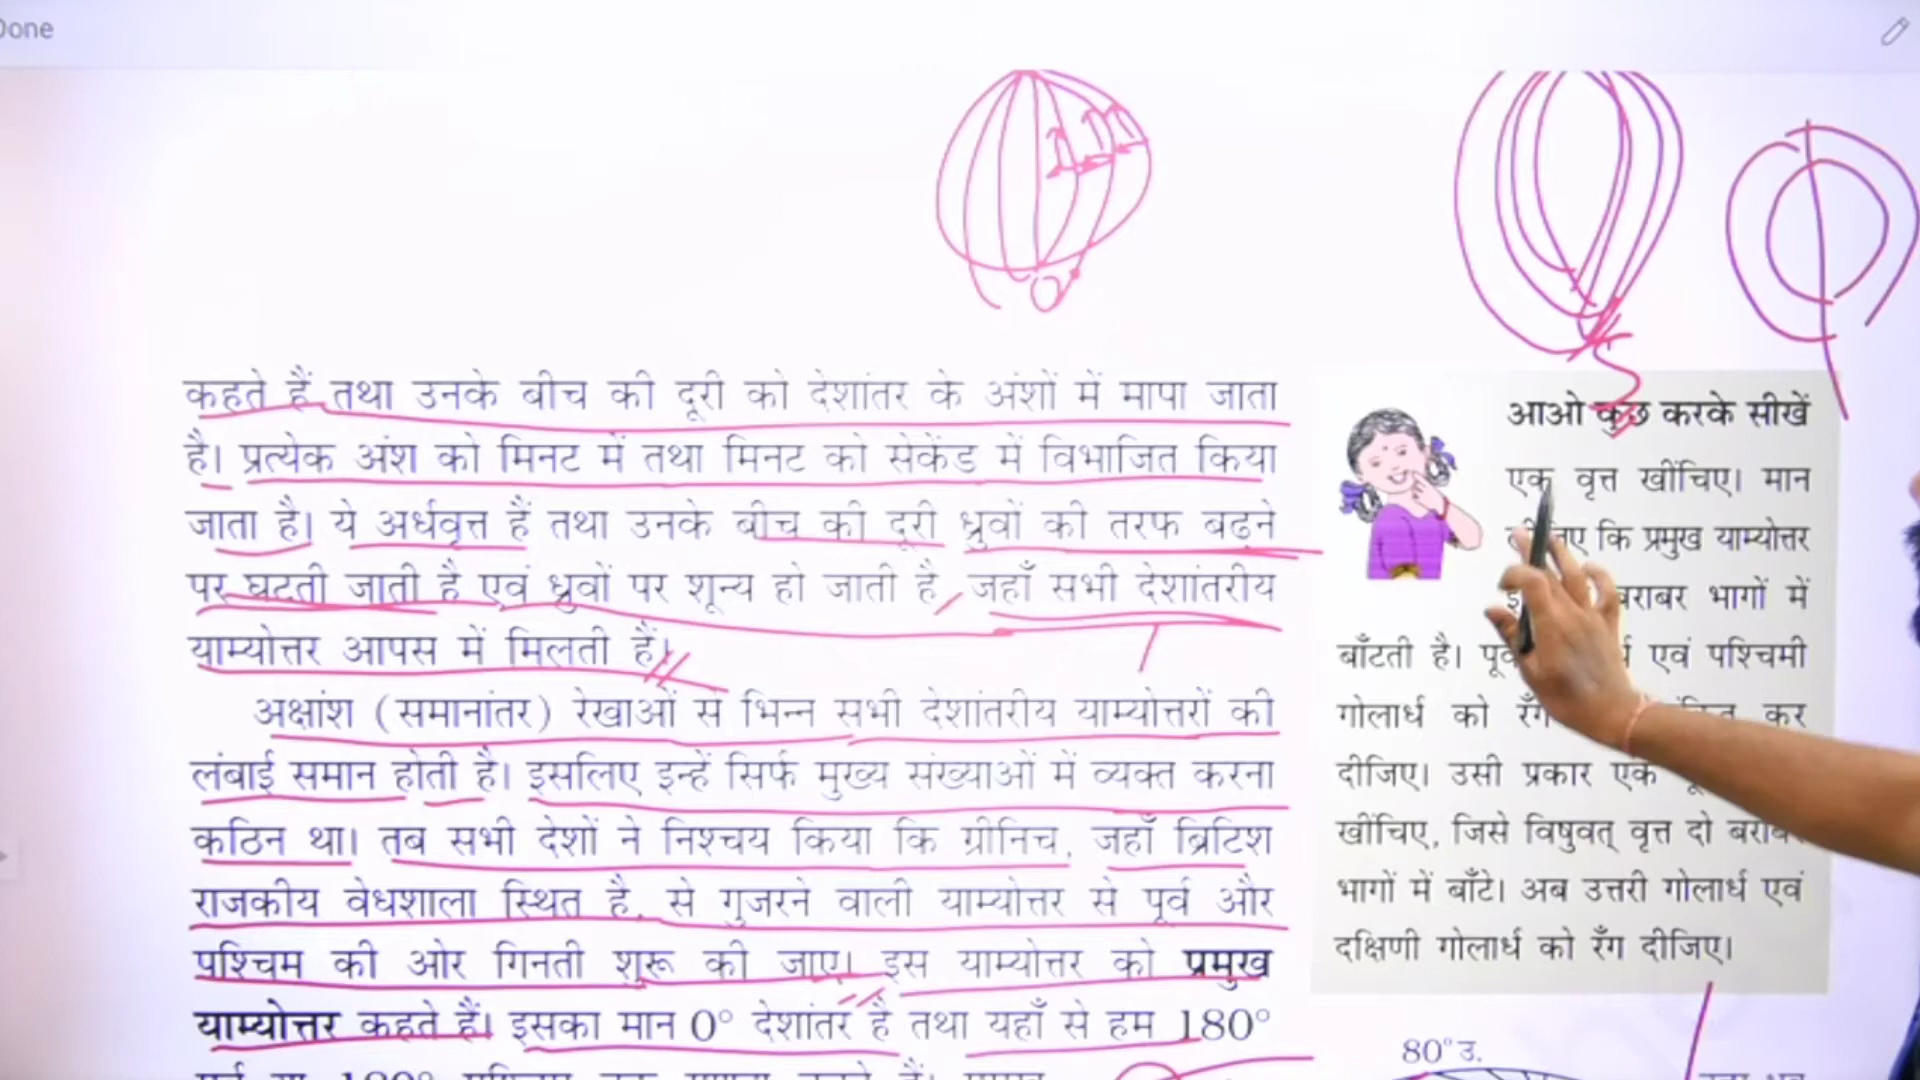 Done
कहते हैं तथा उनके बीच की दूरी को देशांतर के अंशों में मापा जाता
है। प्रत्येक अंश को मिनट में तथा मिनट को सेकेंड में विभाजित किया
जाता है। ये अर्धवृत्त हैं तथा उनके बीच की दूरी ध्रुवों की तरफ बढ़ने
पर घटती जाती है एवं ध्रुवों पर शून्य हो जाती है, जहाँ सभी देशांतरीय
याम्योत्तर आपस में मिलती हैं।
अक्षांश (समानांतर) रेखाओं से भिन्न सभी देशांतरीय याम्योत्तरों की
लंबाई समान होती है। इसलिए इन्हें सिर्फ मुख्य संख्याओं में व्यक्त करना
कठिन था। तब सभी देशों ने निश्चय किया कि ग्रीनिच, जहाँ ब्रिटिश
राजकीय वेधशाला स्थित है, से गुजरने वाली याम्योत्तर से पूर्व और
पश्चिम की ओर गिनती शुरू की जाए। इस याम्योत्तर को प्रमुख
याम्योत्तर कहते हैं। इसका मान 0° देशांतर है तथा यहाँ से हम 180°
आओ कुछ करके सीखें
एक वृत्त खींचिए। मान
कि प्रमुख याम्योत्तर
बराबर भागों में
बाँटती है। एवं पश्चिमी
गोलार्ध को कर
दीजिए। उसी प्रकार एक
खींचिए, जिसे विषुवत् वृत्त दो बराबर
भागों में बाँटे। अब उत्तरी गोलार्ध एवं
दक्षिणी गोलार्ध को रँग दीजिए।
80° उ.